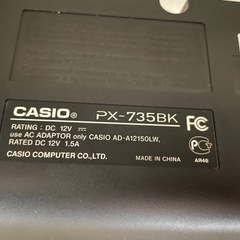 CASIO® PX-735BK
RATING: DC 12V ⎓
use AC ADAPTOR only CASIO AD-A12150LW,
RATED DC 12V 1.5A
CASIO COMPUTER CO.,LTD. MADE IN CHINA
FC
AR46